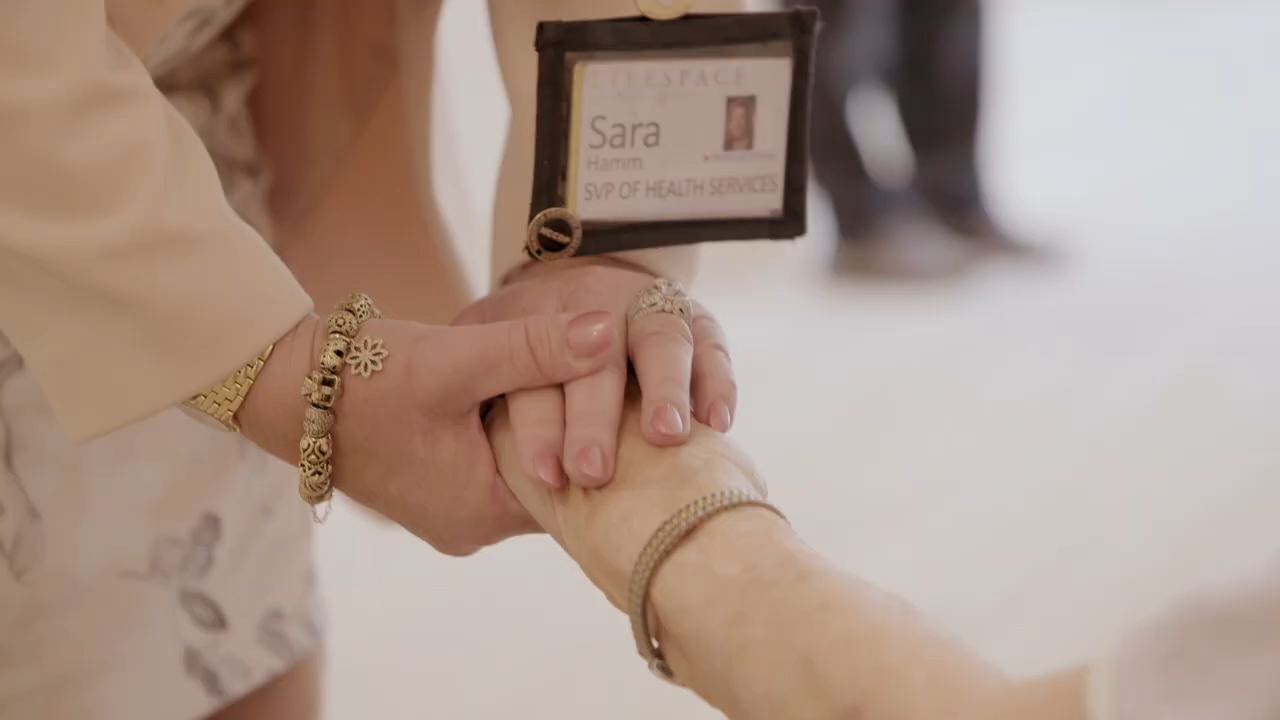 LIFESPACE
Sara
Hamm
SVP OF HEALTH SERVICES